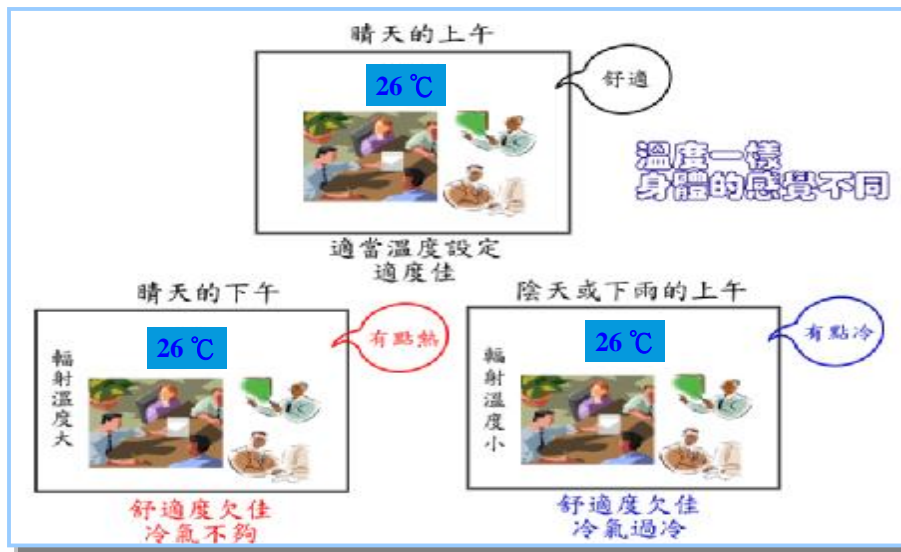 晴天的上午
26 ℃
舒適
溫度一樣
身體的感覺不同
適當溫度設定
適度佳
晴天的下午
26 ℃
有點熱
輻射溫度大
舒適度欠佳
冷氣不夠
陰天或下雨的上午
26 ℃
有點冷
輻射溫度小
舒適度欠佳
冷氣過冷